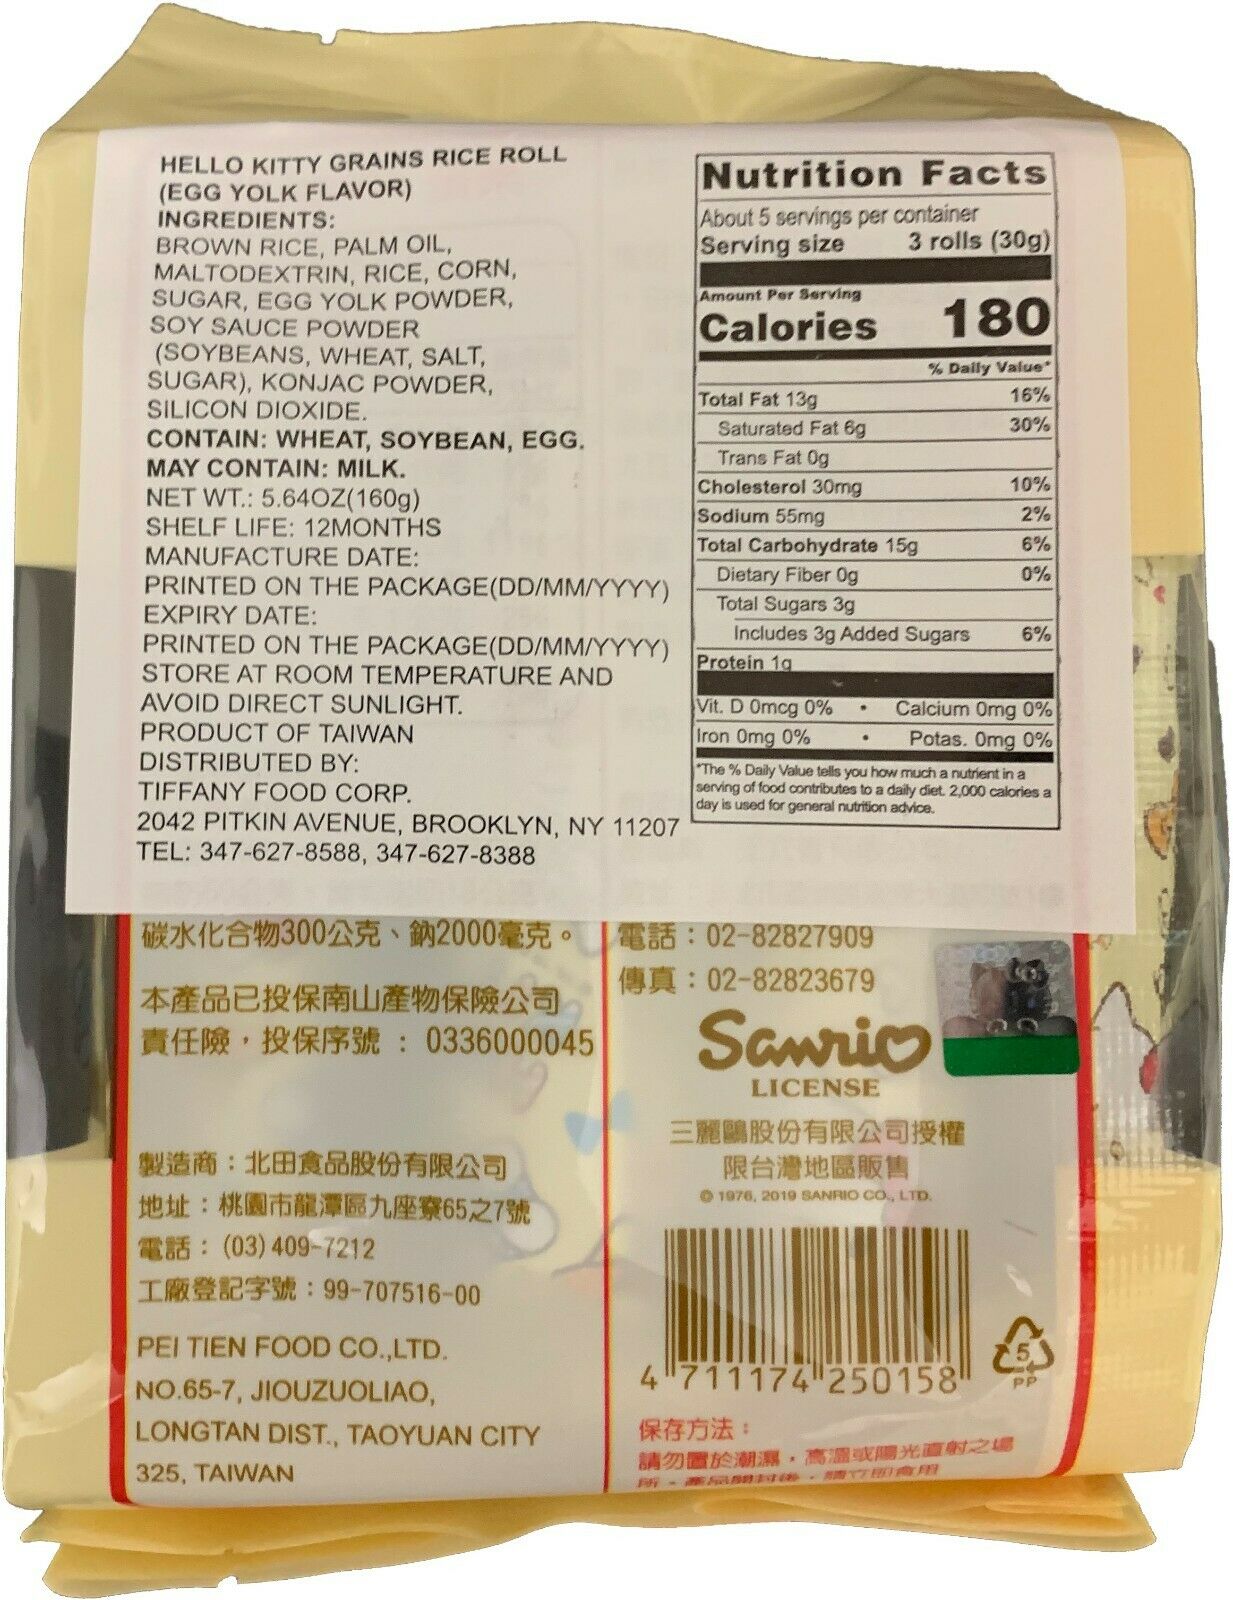 HELLO KITTY GRAINS RICE ROLL
(EGG YOLK FLAVOR)
INGREDIENTS:
BROWN RICE, PALM OIL,
MALTODEXTRIN, RICE, CORN,
SUGAR, EGG YOLK POWDER,
SOY SAUCE POWDER
(SOYBEANS, WHEAT, SALT,
SUGAR), KONJAC POWDER,
SILICON DIOXIDE.
CONTAIN: WHEAT, SOYBEAN, EGG.
MAY CONTAIN: MILK.
NET WT.: 5.64OZ(160g)
SHELF LIFE: 12MONTHS
MANUFACTURE DATE:
PRINTED ON THE PACKAGE(DD/MM/YYYY)
EXPIRY DATE:
PRINTED ON THE PACKAGE(DD/MM/YYYY)
STORE AT ROOM TEMPERATURE AND
AVOID DIRECT SUNLIGHT.
PRODUCT OF TAIWAN
DISTRIBUTED BY:
TIFFANY FOOD CORP.
2042 PITKIN AVENUE, BROOKLYN, NY 11207
TEL: 347-627-8588, 347-627-8388
Nutrition Facts
About 5 servings per container
Serving size 3 rolls (30g)
Amount Per Serving
Calories 180
% Daily Value*
Total Fat 13g 16%
Saturated Fat 6g 30%
Trans Fat 0g
Cholesterol 30mg 10%
Sodium 55mg 2%
Total Carbohydrate 15g 6%
Dietary Fiber 0g 0%
Total Sugars 3g
Includes 3g Added Sugars 6%
Protein 1g
Vit. D 0mcg 0% • Calcium 0mg 0%
Iron 0mg 0% • Potas. 0mg 0%
*The % Daily Value tells you how much a nutrient in a
serving of food contributes to a daily diet. 2,000 calories a
day is used for general nutrition advice.
碳水化合物300公克、鈉2000毫克。
本產品已投保南山產物保險公司
責任險，投保序號：0336000045
製造商：北田食品股份有限公司
地址：桃園市龍潭區九座寮65之7號
電話：(03) 409-7212
工廠登記字號：99-707516-00
PEI TIEN FOOD CO.,LTD.
NO.65-7, JIOUZUOLIAO,
LONGTAN DIST., TAOYUAN CITY
325, TAIWAN
電話：02-82827909
傳真：02-82823679
Sanrio
LICENSE
三麗鷗股份有限公司授權
限台灣地區販售
© 1976, 2019 SANRIO CO., LTD.
4 711174 250158
5
PP
保存方法：
請勿置於潮濕，高溫或陽光直射之場
所，產品開封後，請立即食用